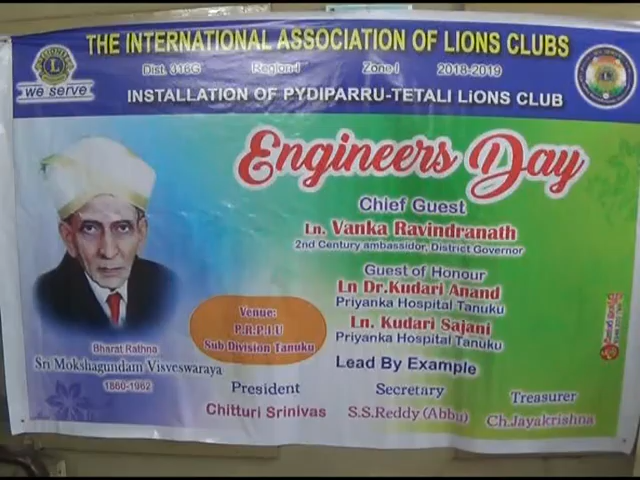 THE INTERNATIONAL ASSOCIATION OF LIONS CLUBS
Dist. 316G Region-I Zone-I 2018-2019
we serve
INSTALLATION OF PYDIPARRU-TETALI LiONS CLUB
Engineers Day
Chief Guest
Ln. Vanka Ravindranath
2nd Century ambassidor, District Governor
Guest of Honour
Ln Dr.Kudari Anand
Priyanka Hospital Tanuku
Ln. Kudari Sajani
Priyanka Hospital Tanuku
Venue:
P.R.P.I U
Sub Division Tanuku
Lead By Example
Bharat Rathna
Sri Mokshagundam Visveswaraya
1860-1962
President
Chitturi Srinivas
Secretary
S.S.Reddy (Abbu)
Treasurer
Ch.Jayakrishna